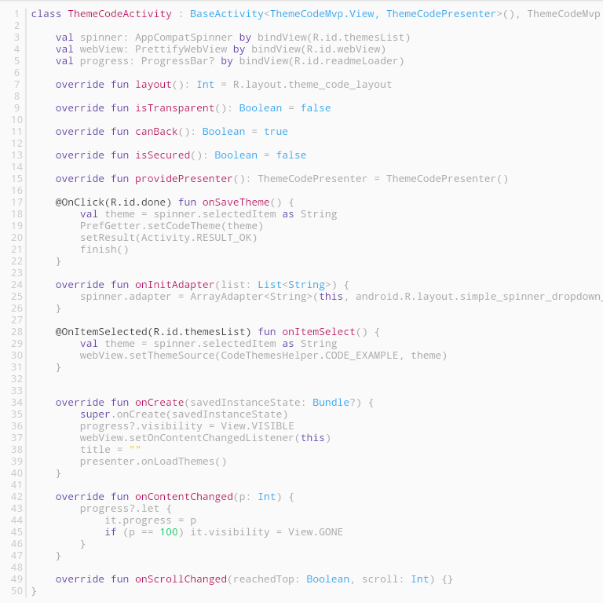 1 class ThemeCodeActivity : BaseActivity<ThemeCodeMvp.View, ThemeCodePresenter>(), ThemeCodeMvp
2
3     val spinner: AppCompatSpinner by bindView(R.id.themesList)
4     val webView: PrettifyWebView by bindView(R.id.webView)
5     val progress: ProgressBar? by bindView(R.id.readmeLoader)
6
7     override fun layout(): Int = R.layout.theme_code_layout
8
9     override fun isTransparent(): Boolean = false
10
11     override fun canBack(): Boolean = true
12
13     override fun isSecured(): Boolean = false
14
15     override fun providePresenter(): ThemeCodePresenter = ThemeCodePresenter()
16
17     @OnClick(R.id.done) fun onSaveTheme() {
18         val theme = spinner.selectedItem as String
19         PrefGetter.setCodeTheme(theme)
20         setResult(Activity.RESULT_OK)
21         finish()
22     }
23
24     override fun onInitAdapter(list: List<String>) {
25         spinner.adapter = ArrayAdapter<String>(this, android.R.layout.simple_spinner_dropdown_
26     }
27
28     @OnItemSelected(R.id.themesList) fun onItemSelect() {
29         val theme = spinner.selectedItem as String
30         webView.setThemeSource(CodeThemesHelper.CODE_EXAMPLE, theme)
31     }
32
33
34     override fun onCreate(savedInstanceState: Bundle?) {
35         super.onCreate(savedInstanceState)
36         progress?.visibility = View.VISIBLE
37         webView.setOnContentChangedListener(this)
38         title = ""
39         presenter.onLoadThemes()
40     }
41
42     override fun onContentChanged(p: Int) {
43         progress?.let {
44             it.progress = p
45             if (p == 100) it.visibility = View.GONE
46         }
47     }
48
49     override fun onScrollChanged(reachedTop: Boolean, scroll: Int) {}
50 }